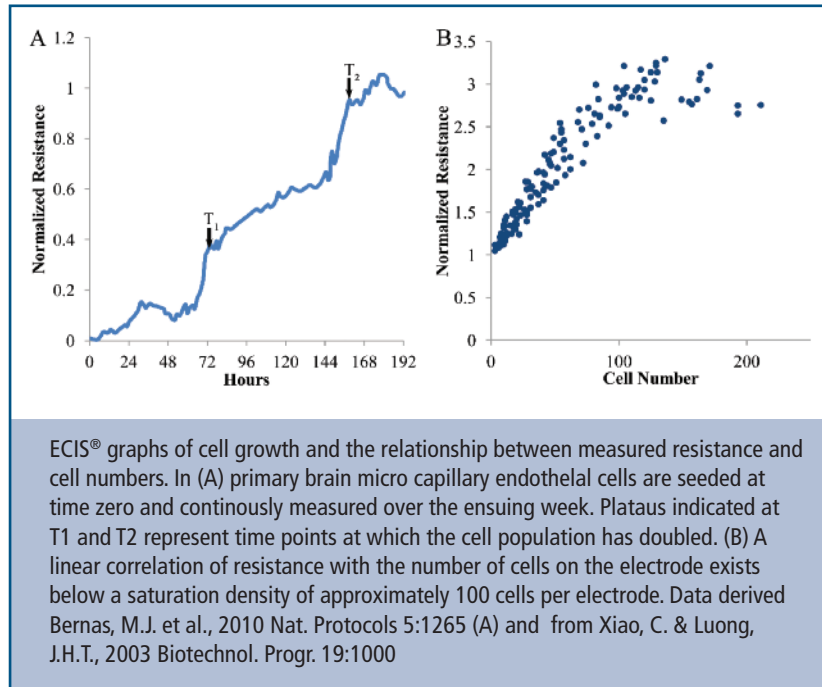 A
1.2
1
0.8
0.6
0.4
0.2
0
Normalized Resistance
T1
T2
0 24 48 72 96 120 144 168 192
Hours
B
3.5
3
2.5
2
1.5
1
0.5
0
Normalized Resistance
0 100 200
Cell Number
ECIS® graphs of cell growth and the relationship between measured resistance and
cell numbers. In (A) primary brain micro capillary endothelal cells are seeded at
time zero and continously measured over the ensuing week. Plataus indicated at
T1 and T2 represent time points at which the cell population has doubled. (B) A
linear correlation of resistance with the number of cells on the electrode exists
below a saturation density of approximately 100 cells per electrode. Data derived
Bernas, M.J. et al., 2010 Nat. Protocols 5:1265 (A) and from Xiao, C. & Luong,
J.H.T., 2003 Biotechnol. Progr. 19:1000